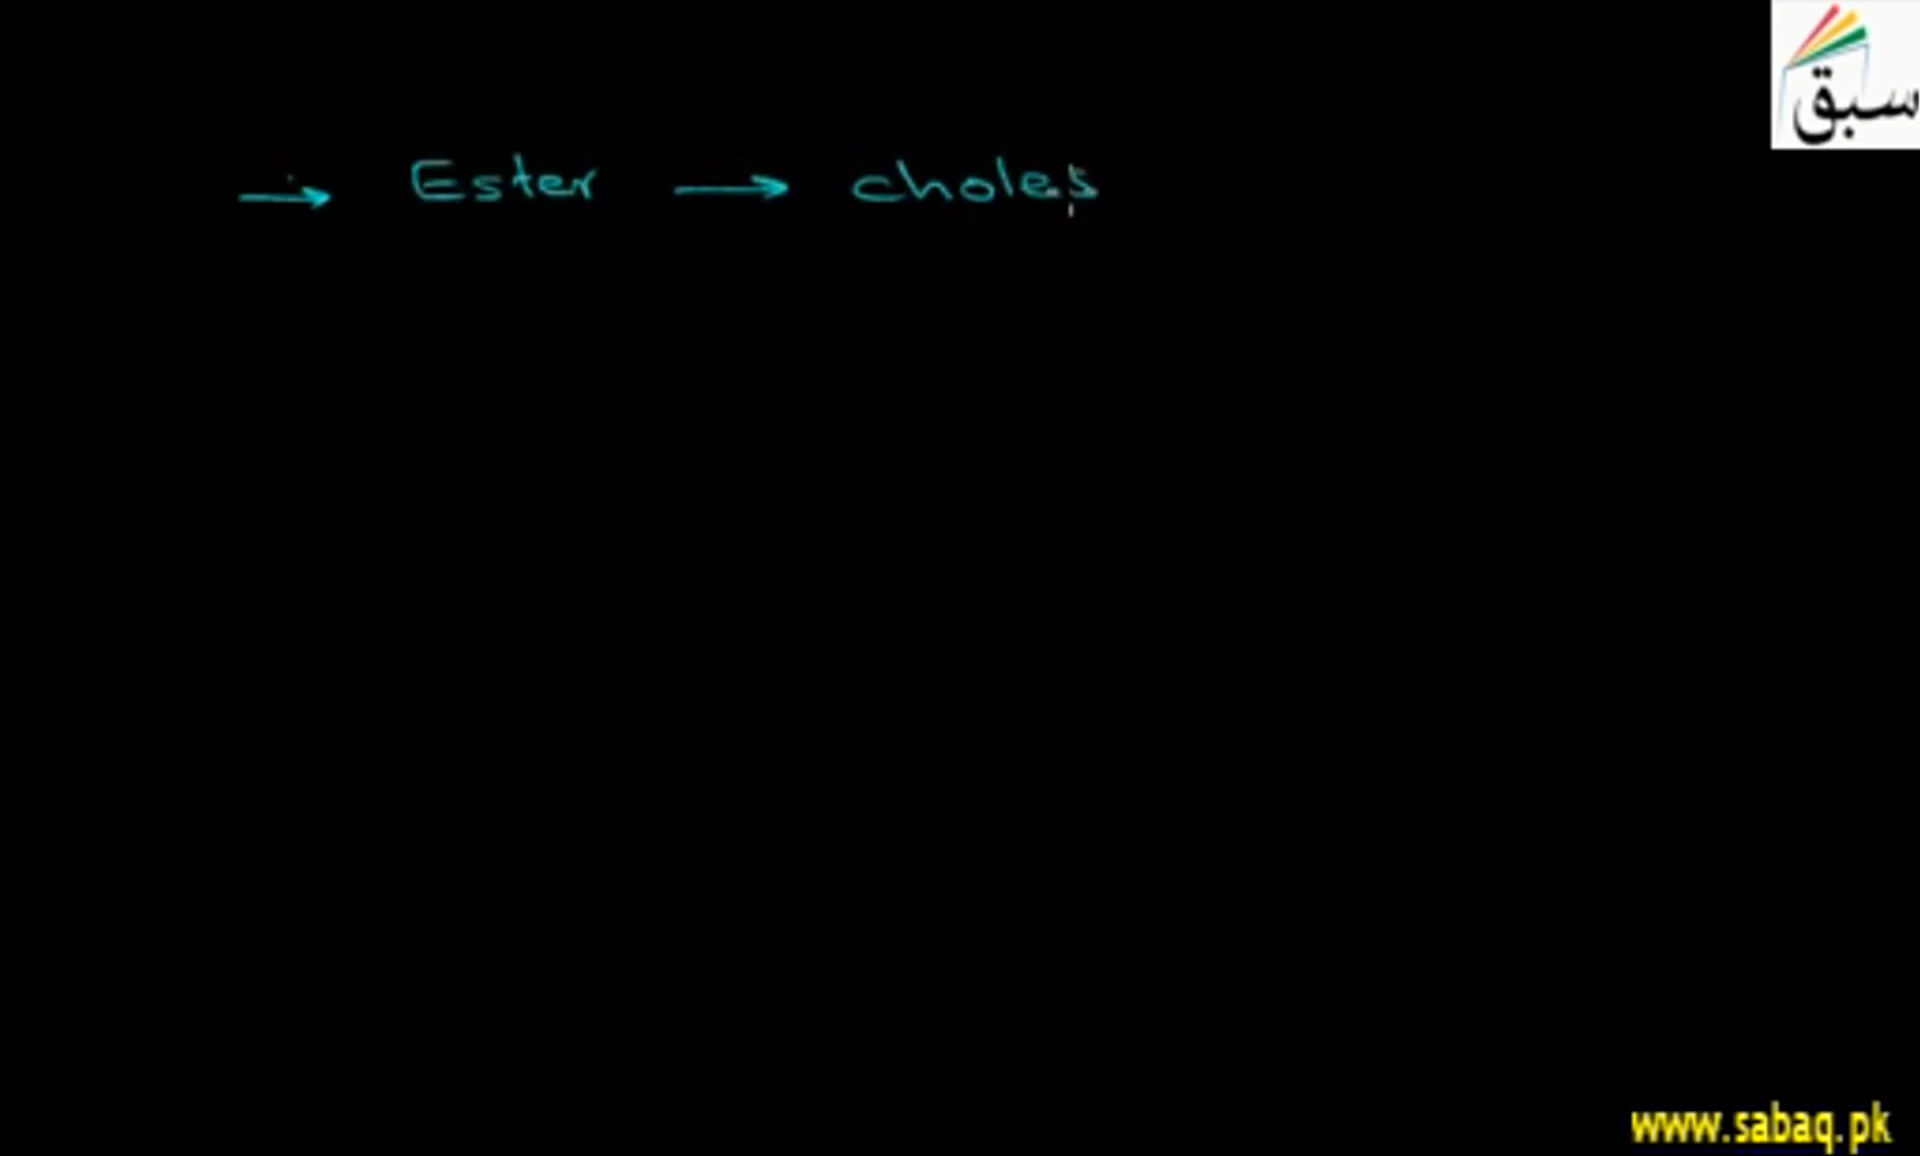 سبق
→ Ester → choles
www.sabaq.pk